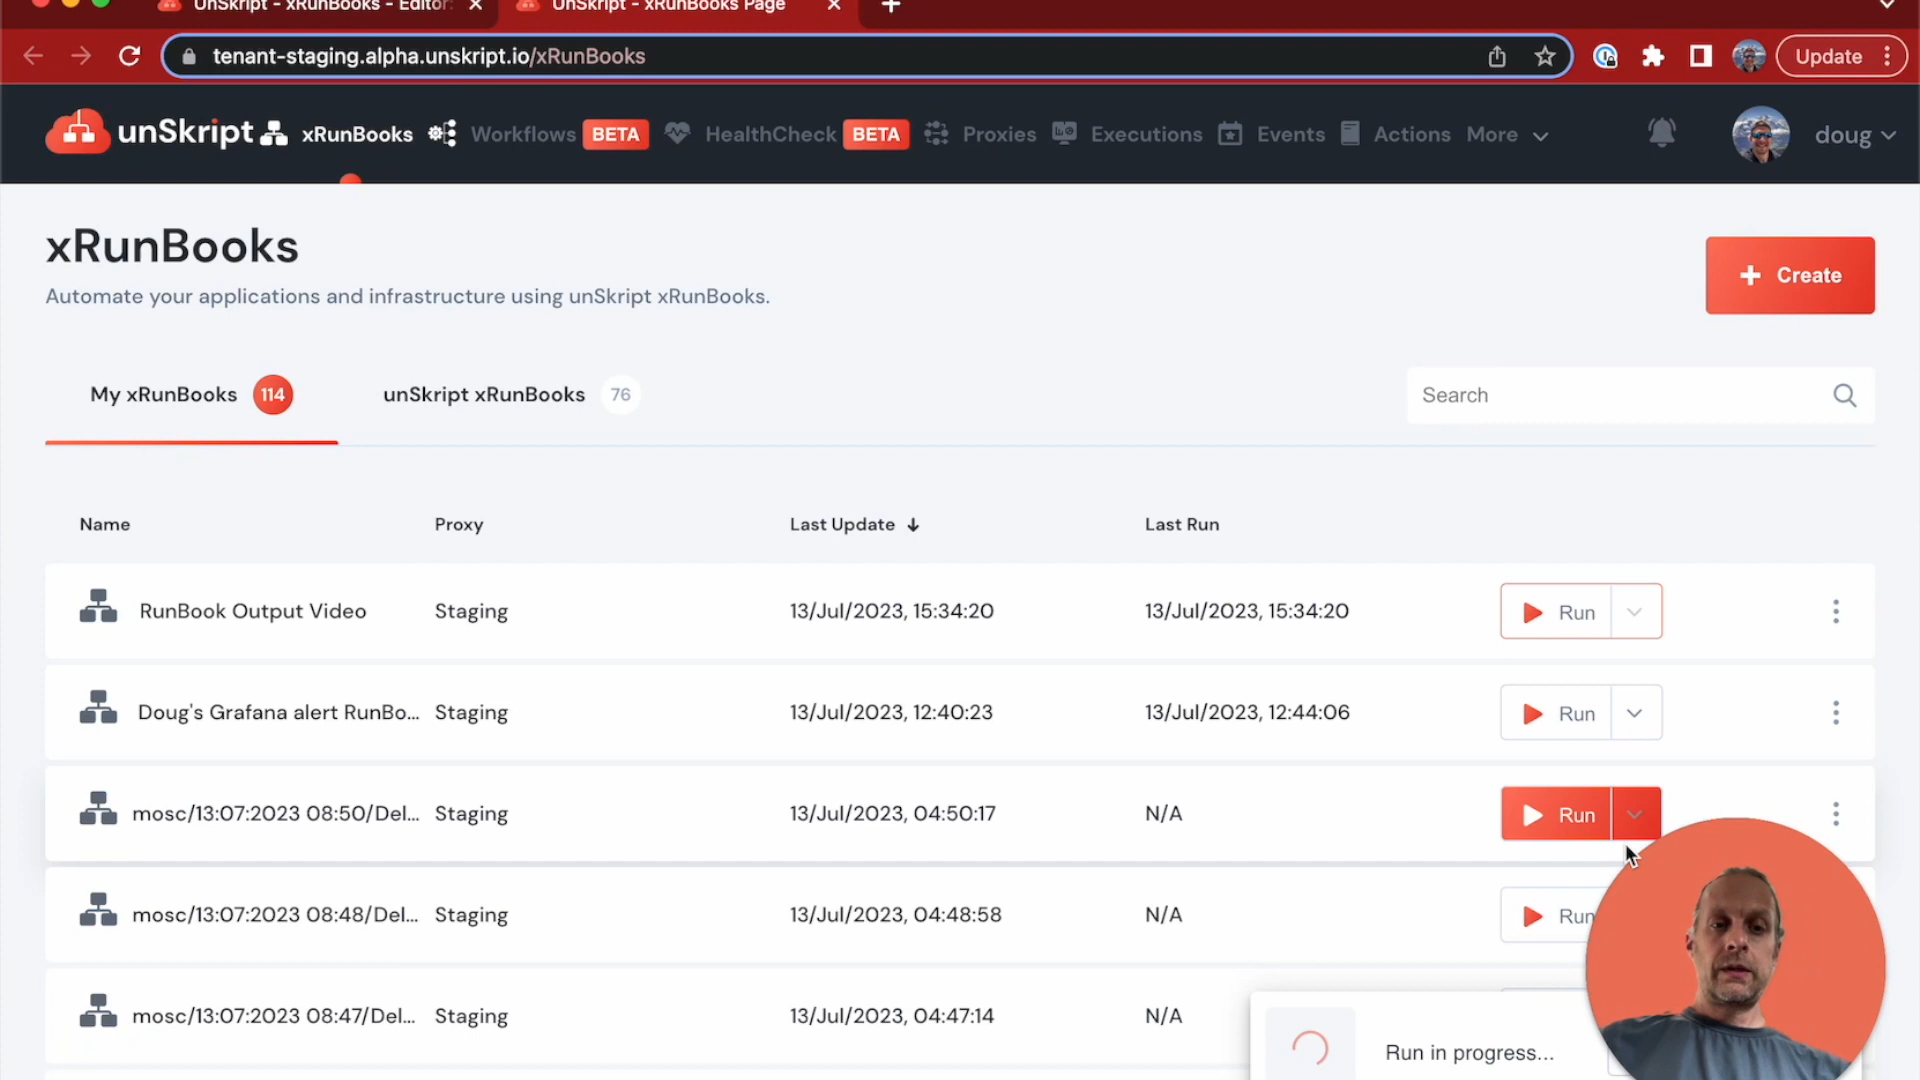 UnSkript - xRunBooks - Editor
UnSkript - xRunBooks Page
tenant-staging.alpha.unskript.io/xRunBooks
Update
unSkript
xRunBooks
Workflows BETA
HealthCheck BETA
Proxies
Executions
Events
Actions
More
doug
xRunBooks
Automate your applications and infrastructure using unSkript xRunBooks.
+ Create
My xRunBooks 114
unSkript xRunBooks 76
Search
Name Proxy Last Update Last Run
RunBook Output Video Staging 13/Jul/2023, 15:34:20 13/Jul/2023, 15:34:20 Run
Doug's Grafana alert RunBo... Staging 13/Jul/2023, 12:40:23 13/Jul/2023, 12:44:06 Run
mosc/13:07:2023 08:50/Del... Staging 13/Jul/2023, 04:50:17 N/A Run
mosc/13:07:2023 08:48/Del... Staging 13/Jul/2023, 04:48:58 N/A Run
mosc/13:07:2023 08:47/Del... Staging 13/Jul/2023, 04:47:14 N/A
Run in progress...